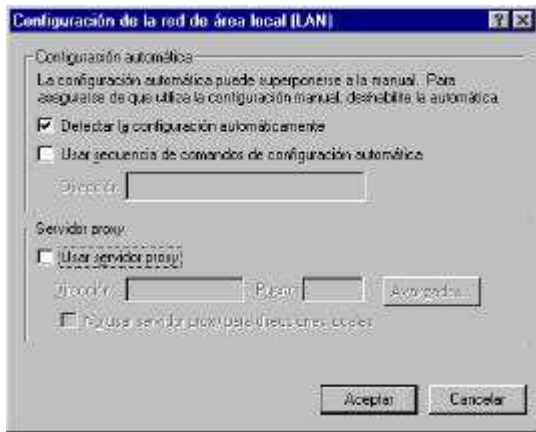 Configuración de la red de área local (LAN)
Configuración automática
La configuración automática puede superponerse a la manual. Para
asegurarse de que utiliza la configuración manual, deshabilite la automática.
Detectar la configuración automáticamente
Usar secuencia de comandos de configuración automática
Dirección
Servidor proxy
Usar servidor proxy
Dirección: Puerto: Avanzados...
No usar servidor proxy para direcciones locales
Aceptar Cancelar